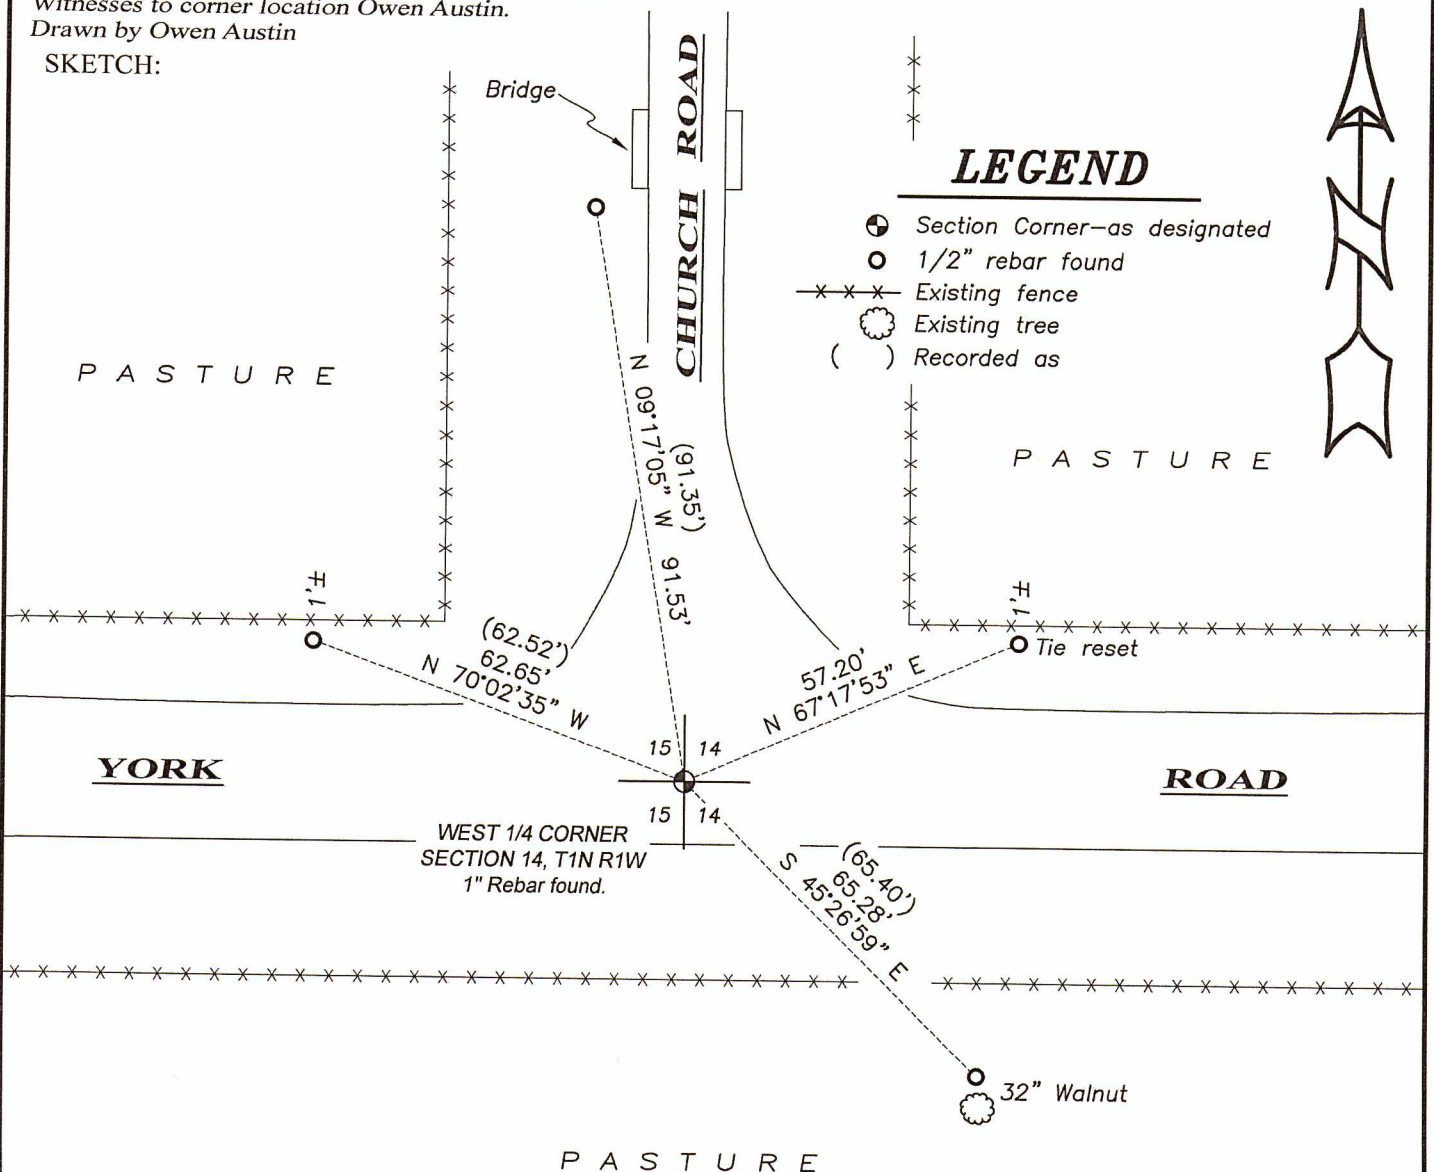 Witnesses to corner location Owen Austin.
Drawn by Owen Austin
SKETCH:
Bridge
CHURCH ROAD
LEGEND
Section Corner—as designated
1/2" rebar found
Existing fence
Existing tree
( ) Recorded as
N
PASTURE
PASTURE
N 09°17'05" W 91.53'
(91.35')
1'±
1'±
Tie reset
(62.52')
62.65'
N 70°02'35" W
57.20'
N 67°17'53" E
15 14
15 14
YORK
ROAD
WEST 1/4 CORNER
SECTION 14, T1N R1W
1" Rebar found.
(65.40')
65.28'
S 45°26'59" E
32" Walnut
PASTURE